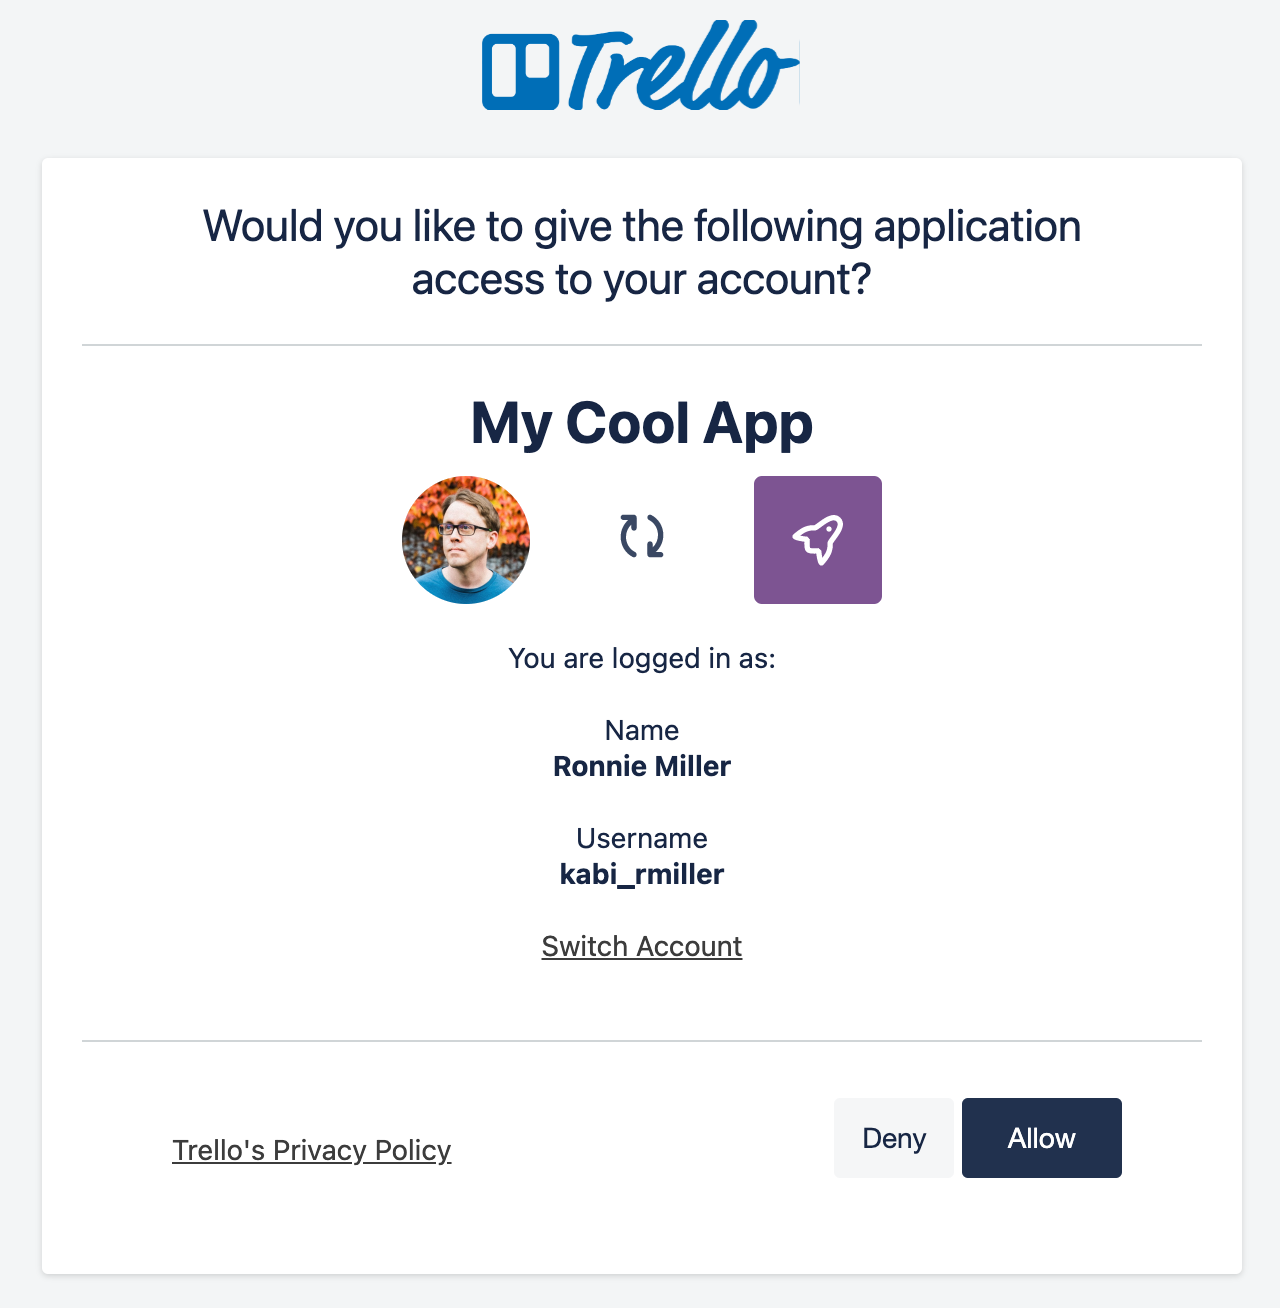 Trello
Would you like to give the following application
access to your account?
My Cool App
You are logged in as:
Name
Ronnie Miller
Username
kabi_rmiller
Switch Account
Trello's Privacy Policy
Deny
Allow